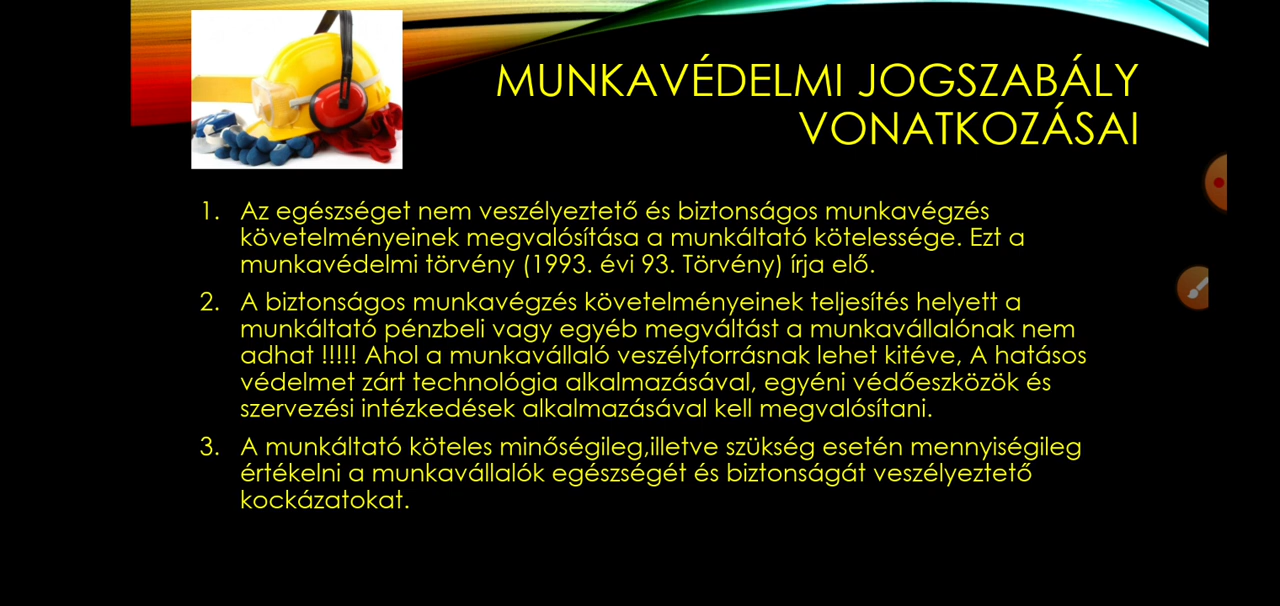 MUNKAVÉDELMI JOGSZABÁLY
VONATKOZÁSAI
1. Az egészséget nem veszélyeztető és biztonságos munkavégzés
követelményeinek megvalósítása a munkáltató kötelessége. Ezt a
munkavédelmi törvény (1993. évi 93. Törvény) írja elő.
2. A biztonságos munkavégzés követelményeinek teljesítés helyett a
munkáltató pénzbeli vagy egyéb megváltást a munkavállalónak nem
adhat !!!!! Ahol a munkavállaló veszélyforrásnak lehet kitéve, A hatásos
védelmet zárt technológia alkalmazásával, egyéni védőeszközök és
szervezési intézkedések alkalmazásával kell megvalósítani.
3. A munkáltató köteles minőségileg,illetve szükség esetén mennyiségileg
értékelni a munkavállalók egészségét és biztonságát veszélyeztető
kockázatokat.